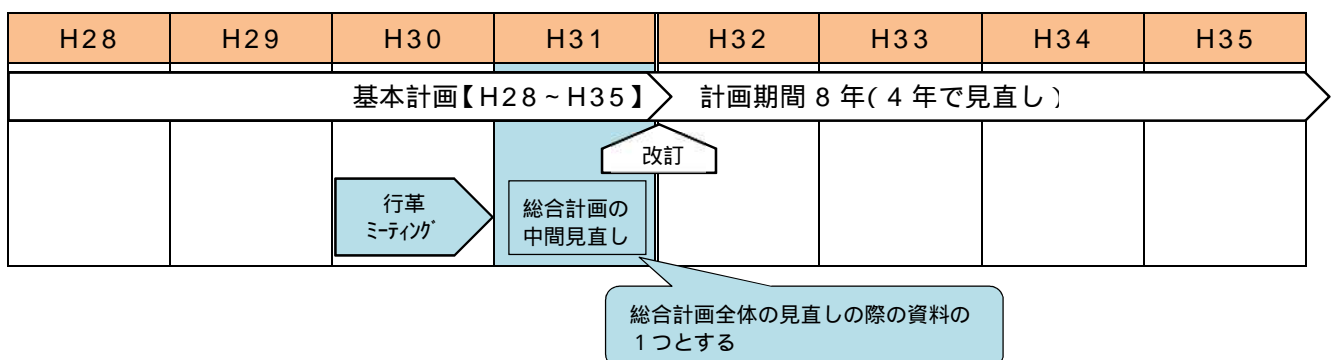 H28 H29 H30 H31 H32 H33 H34 H35
基本計画【H28~H35】 計画期間8年(4年で見直し)
改訂
行革
ﾐｰﾃｨﾝｸﾞ
総合計画の
中間見直し
総合計画全体の見直しの際の資料の
1つとする